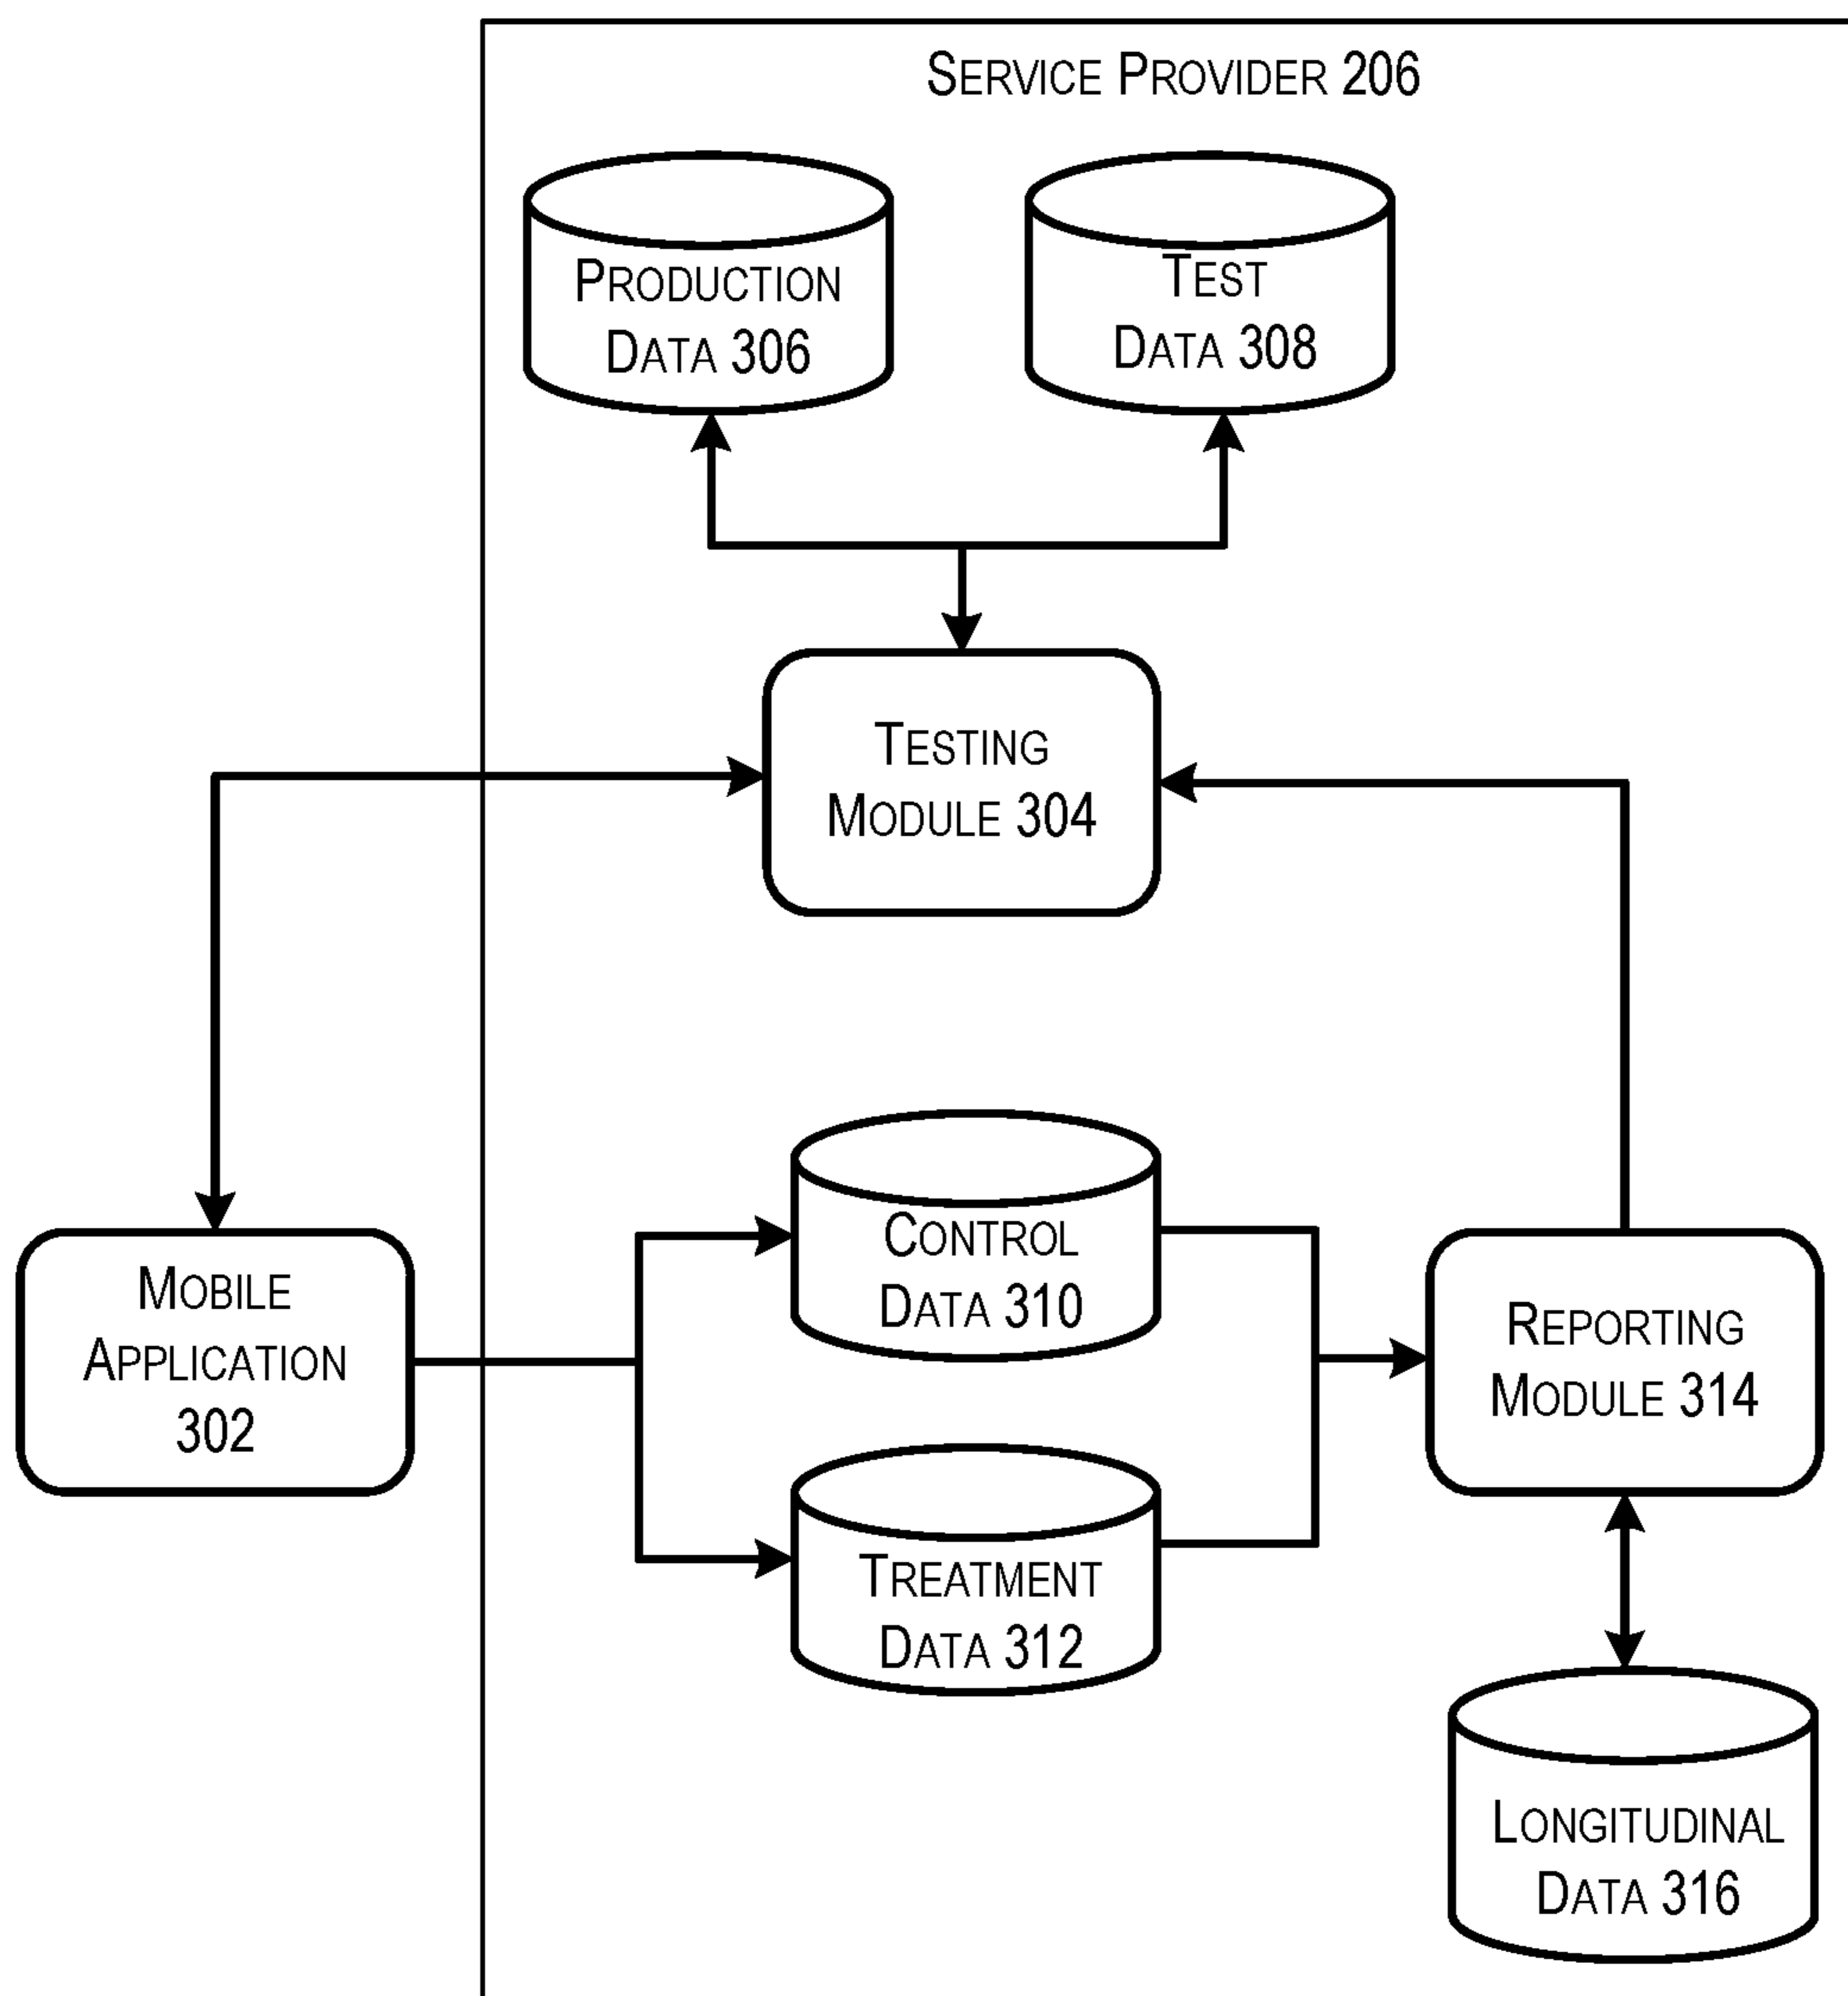 SERVICE PROVIDER 206
PRODUCTION
DATA 306
TEST
DATA 308
TESTING
MODULE 304
MOBILE
APPLICATION
302
CONTROL
DATA 310
TREATMENT
DATA 312
REPORTING
MODULE 314
LONGITUDINAL
DATA 316